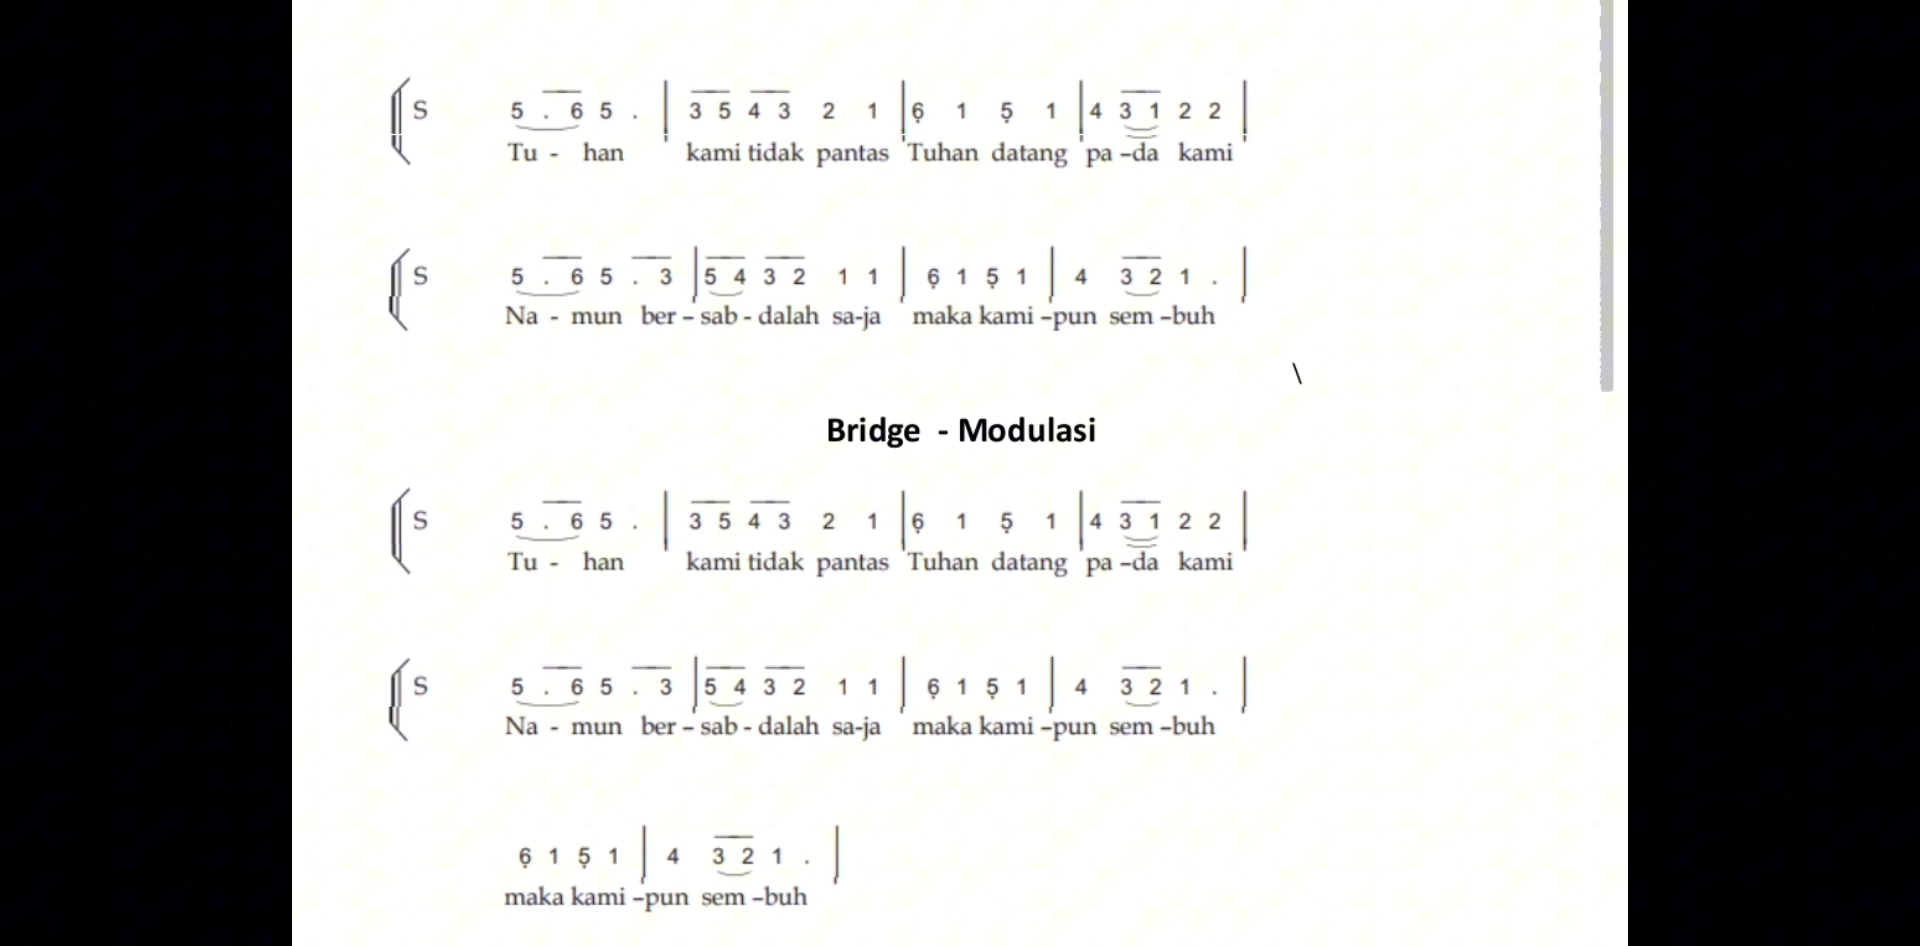 S 5 . 6 5 . | 3 5 4 3 2 1 | 6̣ 1 5̣ 1 | 4 3 1 2 2 |
Tu - han kami tidak pantas Tuhan datang pa –da kami
S 5 . 6 5 . 3 | 5 4 3 2 1 1 | 6̣ 1 5̣ 1 | 4 3 2 1 . |
Na - mun ber – sab - dalah sa-ja maka kami –pun sem –buh
\
Bridge - Modulasi
S 5 . 6 5 . | 3 5 4 3 2 1 | 6̣ 1 5̣ 1 | 4 3 1 2 2 |
Tu - han kami tidak pantas Tuhan datang pa –da kami
S 5 . 6 5 . 3 | 5 4 3 2 1 1 | 6̣ 1 5̣ 1 | 4 3 2 1 . |
Na - mun ber – sab - dalah sa-ja maka kami –pun sem –buh
6̣ 1 5̣ 1 | 4 3 2 1 . |
maka kami –pun sem –buh